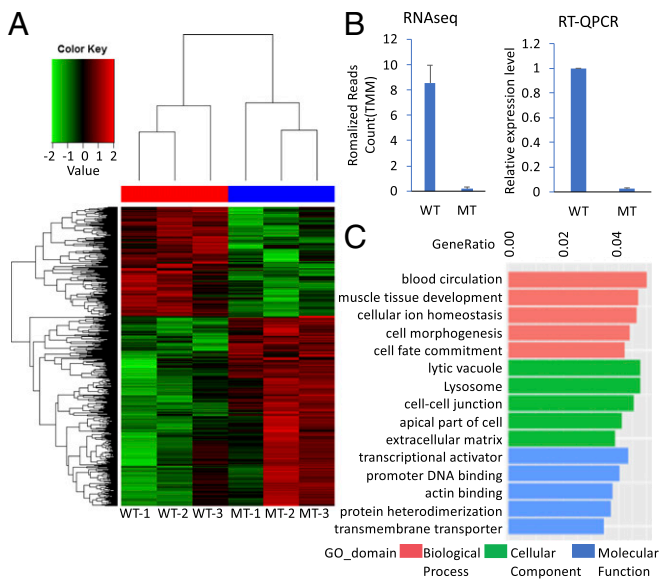 A
Color Key
-2 -1 0 1 2
Value
WT-1 WT-2 WT-3 MT-1 MT-2 MT-3
B
RNAseq
Romalized Reads
Count(TMM)
12
10
8
6
4
2
0
WT MT
RT-QPCR
Relative expression level
1.2
1
0.8
0.6
0.4
0.2
0
WT MT
C
GeneRatio
0.00 0.02 0.04
blood circulation
muscle tissue development
cellular ion homeostasis
cell morphogenesis
cell fate commitment
lytic vacuole
Lysosome
cell-cell junction
apical part of cell
extracellular matrix
transcriptional activator
promoter DNA binding
actin binding
protein heterodimerization
transmembrane transporter
GO_domain Biological Process Cellular Component Molecular Function